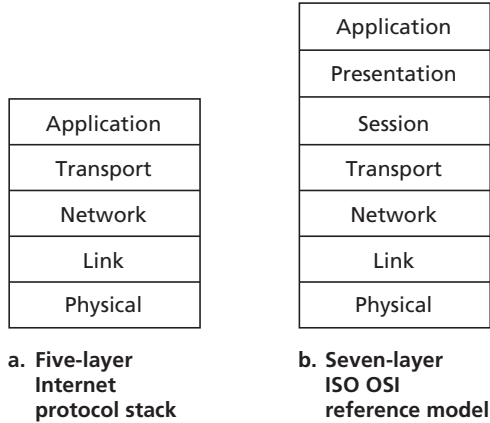 Application
Transport
Network
Link
Physical
a. Five-layer
Internet
protocol stack
Application
Presentation
Session
Transport
Network
Link
Physical
b. Seven-layer
ISO OSI
reference model